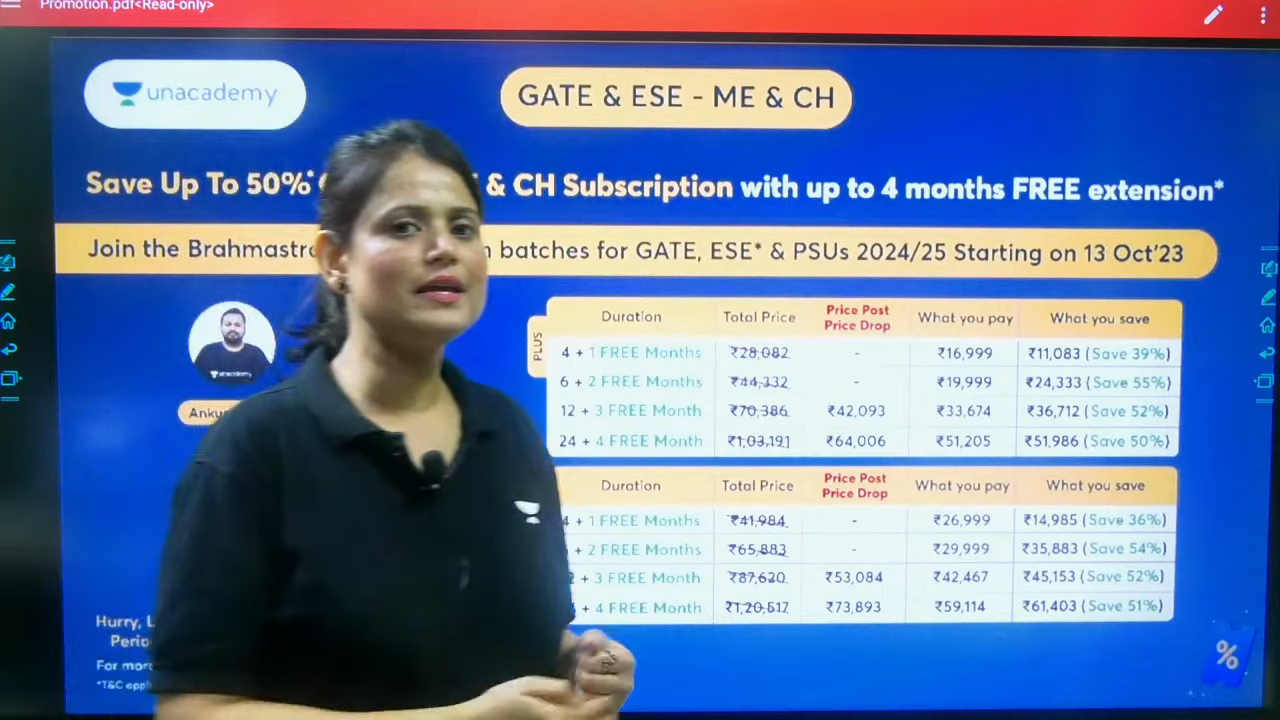 Promotion.pdf<Read-only>
unacademy
GATE & ESE - ME & CH
Save Up To 50%* & CH Subscription with up to 4 months FREE extension*
Join the batches for GATE, ESE* & PSUs 2024/25 Starting on 13 Oct'23
PLUS
Duration Total Price Price Post Price Drop What you pay What you save
4 + 1 FREE Months ₹28,082 - ₹16,999 ₹11,083 (Save 39%)
6 + 2 FREE Months ₹44,332 - ₹19,999 ₹24,333 (Save 55%)
12 + 3 FREE Month ₹70,386 ₹42,093 ₹33,674 ₹36,712 (Save 52%)
24 + 4 FREE Month ₹1,03,191 ₹64,006 ₹51,205 ₹51,986 (Save 50%)
Duration Total Price Price Post Price Drop What you pay What you save
4 + 1 FREE Months ₹41,984 - ₹26,999 ₹14,985 (Save 36%)
+ 2 FREE Months ₹65,883 - ₹29,999 ₹35,883 (Save 54%)
+ 3 FREE Month ₹87,620 ₹53,084 ₹42,467 ₹45,153 (Save 52%)
+ 4 FREE Month ₹1,20,517 ₹73,893 ₹59,114 ₹61,403 (Save 51%)
Hurry,
For
*T&C
%